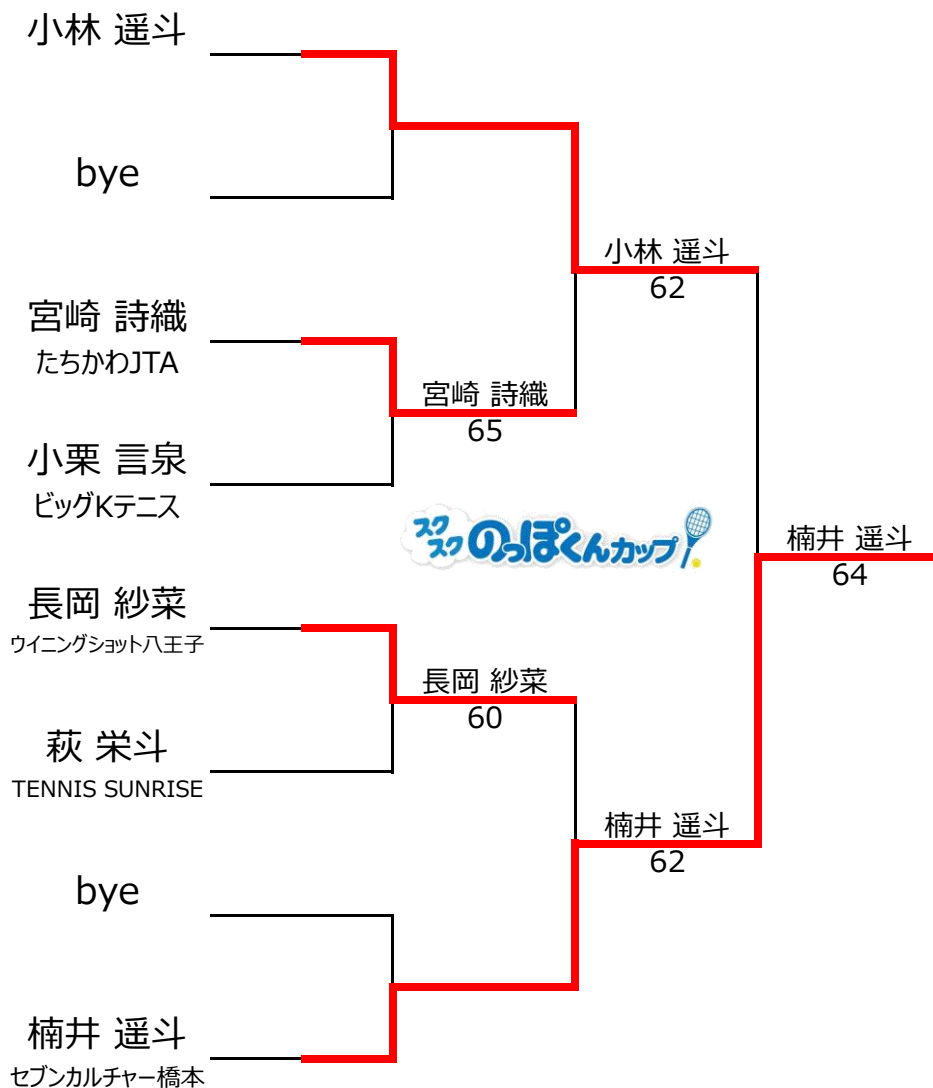 小林 遥斗
bye
宮崎 詩織
たちかわJTA
小栗 言泉
ビッグKテニス
長岡 紗菜
ウイニングショット八王子
萩 栄斗
TENNIS SUNRISE
bye
楠井 遥斗
セブンカルチャー橋本
宮崎 詩織
65
長岡 紗菜
60
小林 遥斗
62
楠井 遥斗
62
スクスク のっぽくんカップ
楠井 遥斗
64